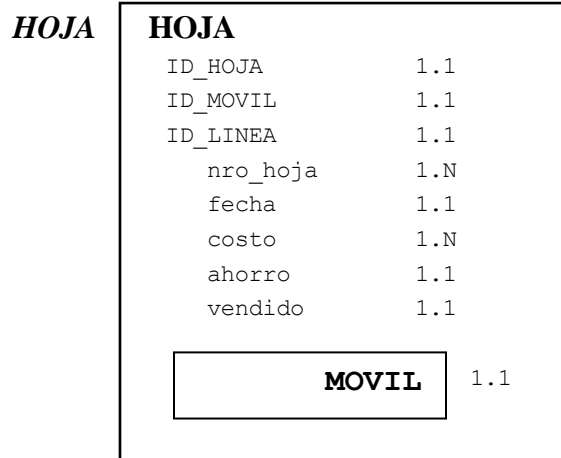 HOJA HOJA
ID_HOJA 1.1
ID_MOVIL 1.1
ID_LINEA 1.1
nro_hoja 1.N
fecha 1.1
costo 1.N
ahorro 1.1
vendido 1.1
MOVIL 1.1